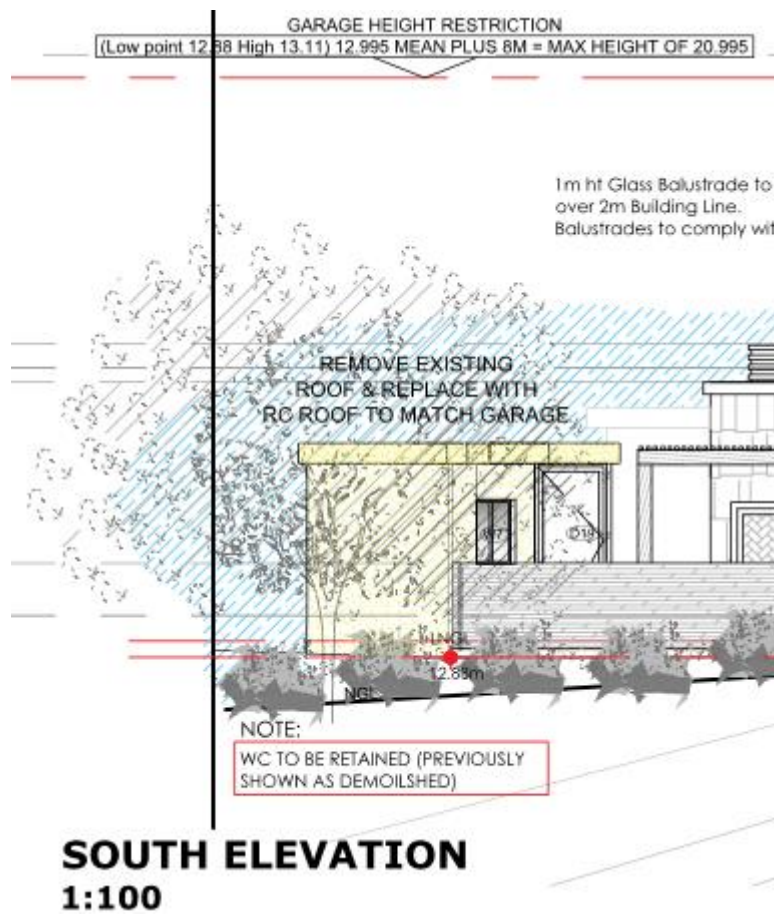 GARAGE HEIGHT RESTRICTION
(Low point 12.88 High 13.11) 12.995 MEAN PLUS 8M = MAX HEIGHT OF 20.995
1m ht Glass Balustrade to
over 2m Building Line.
Balustrades to comply wit
REMOVE EXISTING
ROOF & REPLACE WITH
RC ROOF TO MATCH GARAGE
W7
D19
LNGL
12.88m
NGL
NOTE:
WC TO BE RETAINED (PREVIOUSLY
SHOWN AS DEMOILSHED)
SOUTH ELEVATION
1:100